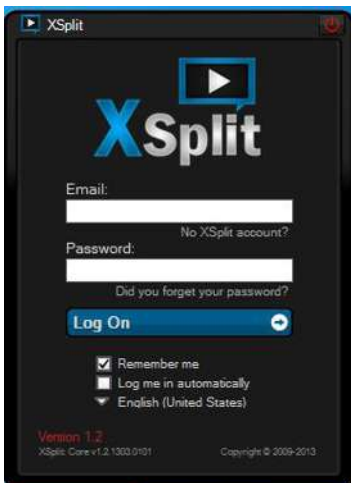 XSplit
XSplit
Email:
No XSplit account?
Password:
Did you forget your password?
Log On
Remember me
Log me in automatically
English (United States)
Version 1.2
XSplit Core v1.2.1303.0101
Copyright © 2009-2013